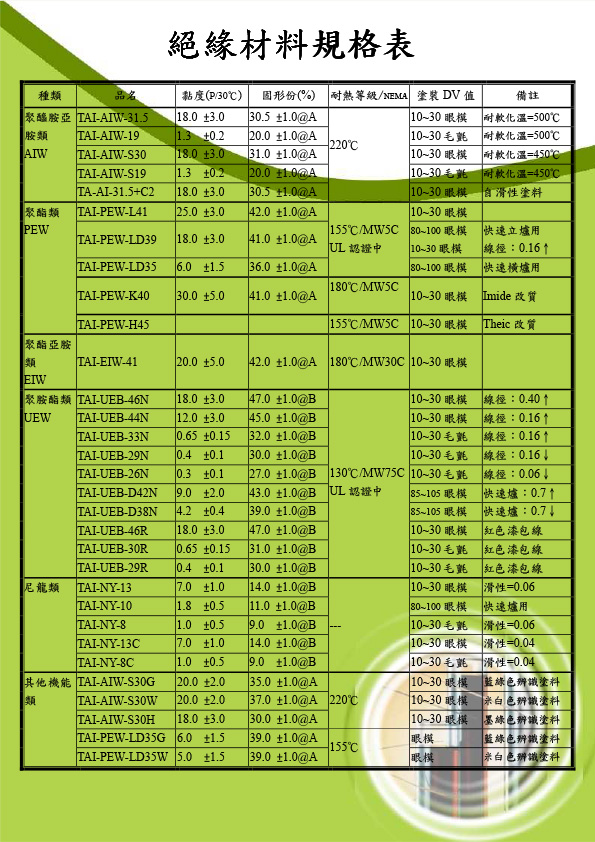 絕緣材料規格表
種類 品名 黏度(P/30℃) 固形份(%) 耐熱等級/NEMA 塗裝 DV 值 備註
聚醯胺亞胺類 AIW TAI-AIW-31.5 18.0 ±3.0 30.5 ±1.0@A 220℃ 10~30 眼模 耐軟化溫=500℃
TAI-AIW-19 1.3 ±0.2 20.0 ±1.0@A 10~30 毛氈 耐軟化溫=500℃
TAI-AIW-S30 18.0 ±3.0 31.0 ±1.0@A 10~30 眼模 耐軟化溫=450℃
TAI-AIW-S19 1.3 ±0.2 20.0 ±1.0@A 10~30 毛氈 耐軟化溫=450℃
TA-AI-31.5+C2 18.0 ±3.0 30.5 ±1.0@A 10~30 眼模 自滑性塗料
聚酯類 PEW TAI-PEW-L41 25.0 ±3.0 42.0 ±1.0@A 155℃/MW5C UL 認證中 10~30 眼模
TAI-PEW-LD39 18.0 ±3.0 41.0 ±1.0@A 80~100 眼模 快速立爐用
10~30 眼模 線徑：0.16↑
TAI-PEW-LD35 6.0 ±1.5 36.0 ±1.0@A 80~100 眼模 快速橫爐用
TAI-PEW-K40 30.0 ±5.0 41.0 ±1.0@A 180℃/MW5C 10~30 眼模 Imide 改質
TAI-PEW-H45 155℃/MW5C 10~30 眼模 Theic 改質
聚酯亞胺類 EIW TAI-EIW-41 20.0 ±5.0 42.0 ±1.0@A 180℃/MW30C 10~30 眼模
聚胺酯類 UEW TAI-UEB-46N 18.0 ±3.0 47.0 ±1.0@B 130℃/MW75C UL 認證中 10~30 眼模 線徑：0.40↑
TAI-UEB-44N 12.0 ±3.0 45.0 ±1.0@B 10~30 眼模 線徑：0.16↑
TAI-UEB-33N 0.65 ±0.15 32.0 ±1.0@B 10~30 毛氈 線徑：0.16↑
TAI-UEB-29N 0.4 ±0.1 30.0 ±1.0@B 10~30 毛氈 線徑：0.16↓
TAI-UEB-26N 0.3 ±0.1 27.0 ±1.0@B 10~30 毛氈 線徑：0.06↓
TAI-UEB-D42N 9.0 ±2.0 43.0 ±1.0@B 85~105 眼模 快速爐：0.7↑
TAI-UEB-D38N 4.2 ±0.4 39.0 ±1.0@B 85~105 眼模 快速爐：0.7↓
TAI-UEB-46R 18.0 ±3.0 47.0 ±1.0@B 10~30 眼模 紅色漆包線
TAI-UEB-30R 0.65 ±0.15 31.0 ±1.0@B 10~30 毛氈 紅色漆包線
TAI-UEB-29R 0.4 ±0.1 30.0 ±1.0@B 10~30 毛氈 紅色漆包線
尼龍類 TAI-NY-13 7.0 ±1.0 14.0 ±1.0@B --- 10~30 眼模 滑性=0.06
TAI-NY-10 1.8 ±0.5 11.0 ±1.0@B 80~100 眼模 快速爐用
TAI-NY-8 1.0 ±0.5 9.0 ±1.0@B 10~30 毛氈 滑性=0.06
TAI-NY-13C 7.0 ±1.0 14.0 ±1.0@B 10~30 眼模 滑性=0.04
TAI-NY-8C 1.0 ±0.5 9.0 ±1.0@B 10~30 毛氈 滑性=0.04
其他機能類 TAI-AIW-S30G 20.0 ±2.0 35.0 ±1.0@A 220℃ 10~30 眼模 藍綠色辨識塗料
TAI-AIW-S30W 20.0 ±2.0 37.0 ±1.0@A 10~30 眼模 米白色辨識塗料
TAI-AIW-S30H 18.0 ±3.0 30.0 ±1.0@A 10~30 眼模 墨綠色辨識塗料
TAI-PEW-LD35G 6.0 ±1.5 39.0 ±1.0@A 155℃ 眼模 藍綠色辨識塗料
TAI-PEW-LD35W 5.0 ±1.5 39.0 ±1.0@A 眼模 米白色辨識塗料